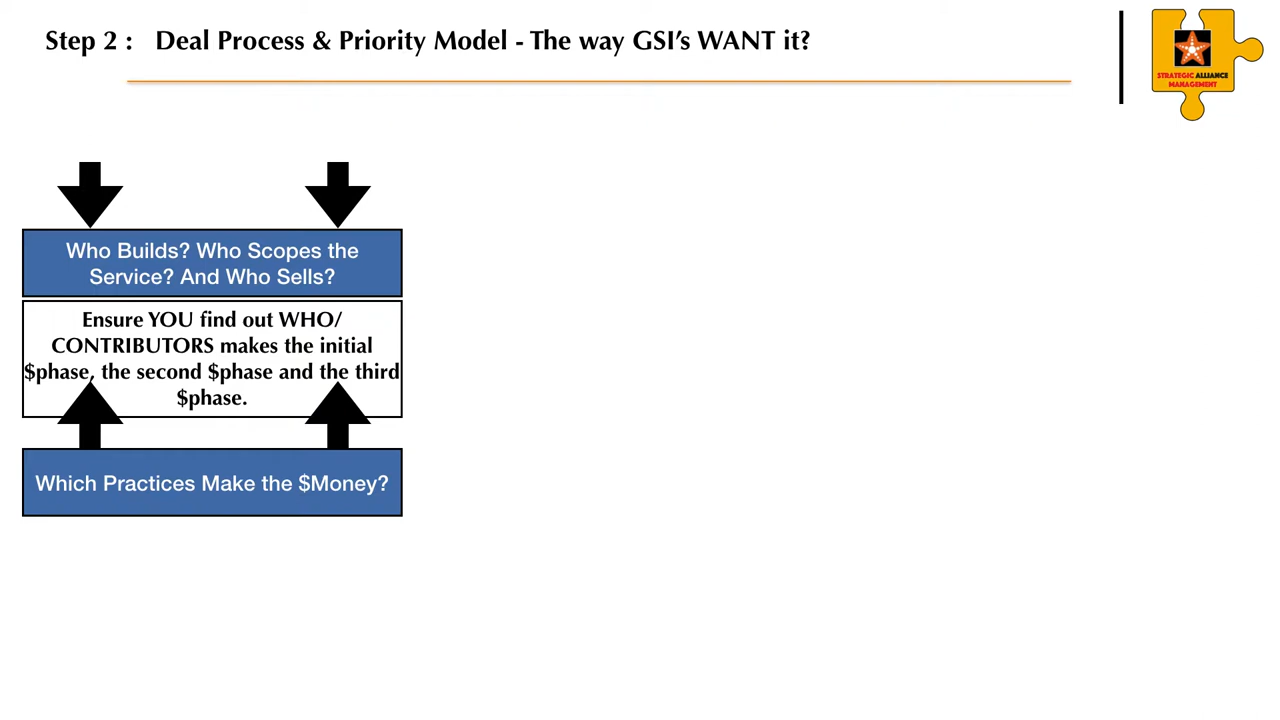 Step 2 : Deal Process & Priority Model - The way GSI's WANT it?
STRATEGIC ALLIANCE
MANAGEMENT
Who Builds? Who Scopes the
Service? And Who Sells?
Ensure YOU find out WHO/
CONTRIBUTORS makes the initial
$phase, the second $phase and the third
$phase.
Which Practices Make the $Money?